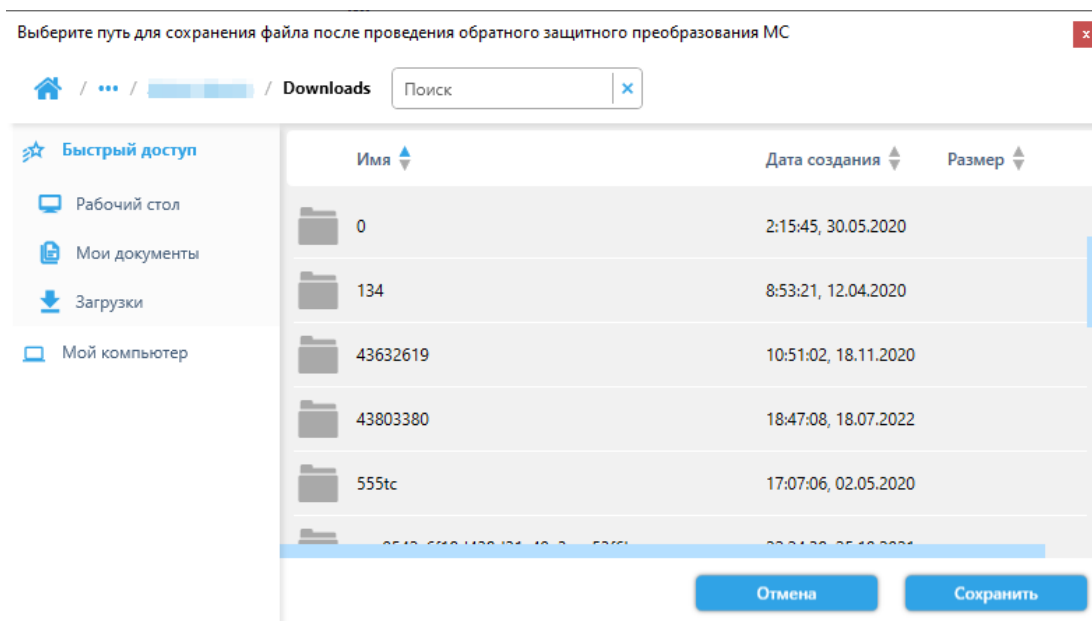 Выберите путь для сохранения файла после проведения обратного защитного преобразования МС
x
/ ••• / / Downloads Поиск ×
Быстрый доступ
Рабочий стол
Мои документы
Загрузки
Мой компьютер
Имя Дата создания Размер
0 2:15:45, 30.05.2020
134 8:53:21, 12.04.2020
43632619 10:51:02, 18.11.2020
43803380 18:47:08, 18.07.2022
555tc 17:07:06, 02.05.2020
Отмена Сохранить